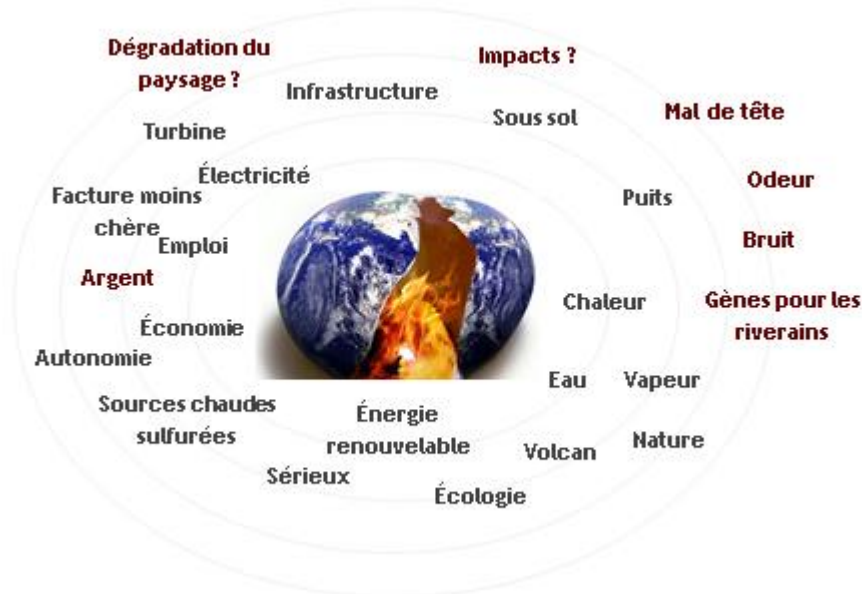 Dégradation du
paysage ?
Impacts ?
Infrastructure
Sous sol
Mal de tête
Turbine
Électricité
Odeur
Facture moins
chère
Puits
Emploi
Bruit
Argent
Chaleur
Gènes pour les
riverains
Économie
Autonomie
Eau
Vapeur
Sources chaudes
sulfurées
Énergie
renouvelable
Volcan
Nature
Sérieux
Écologie